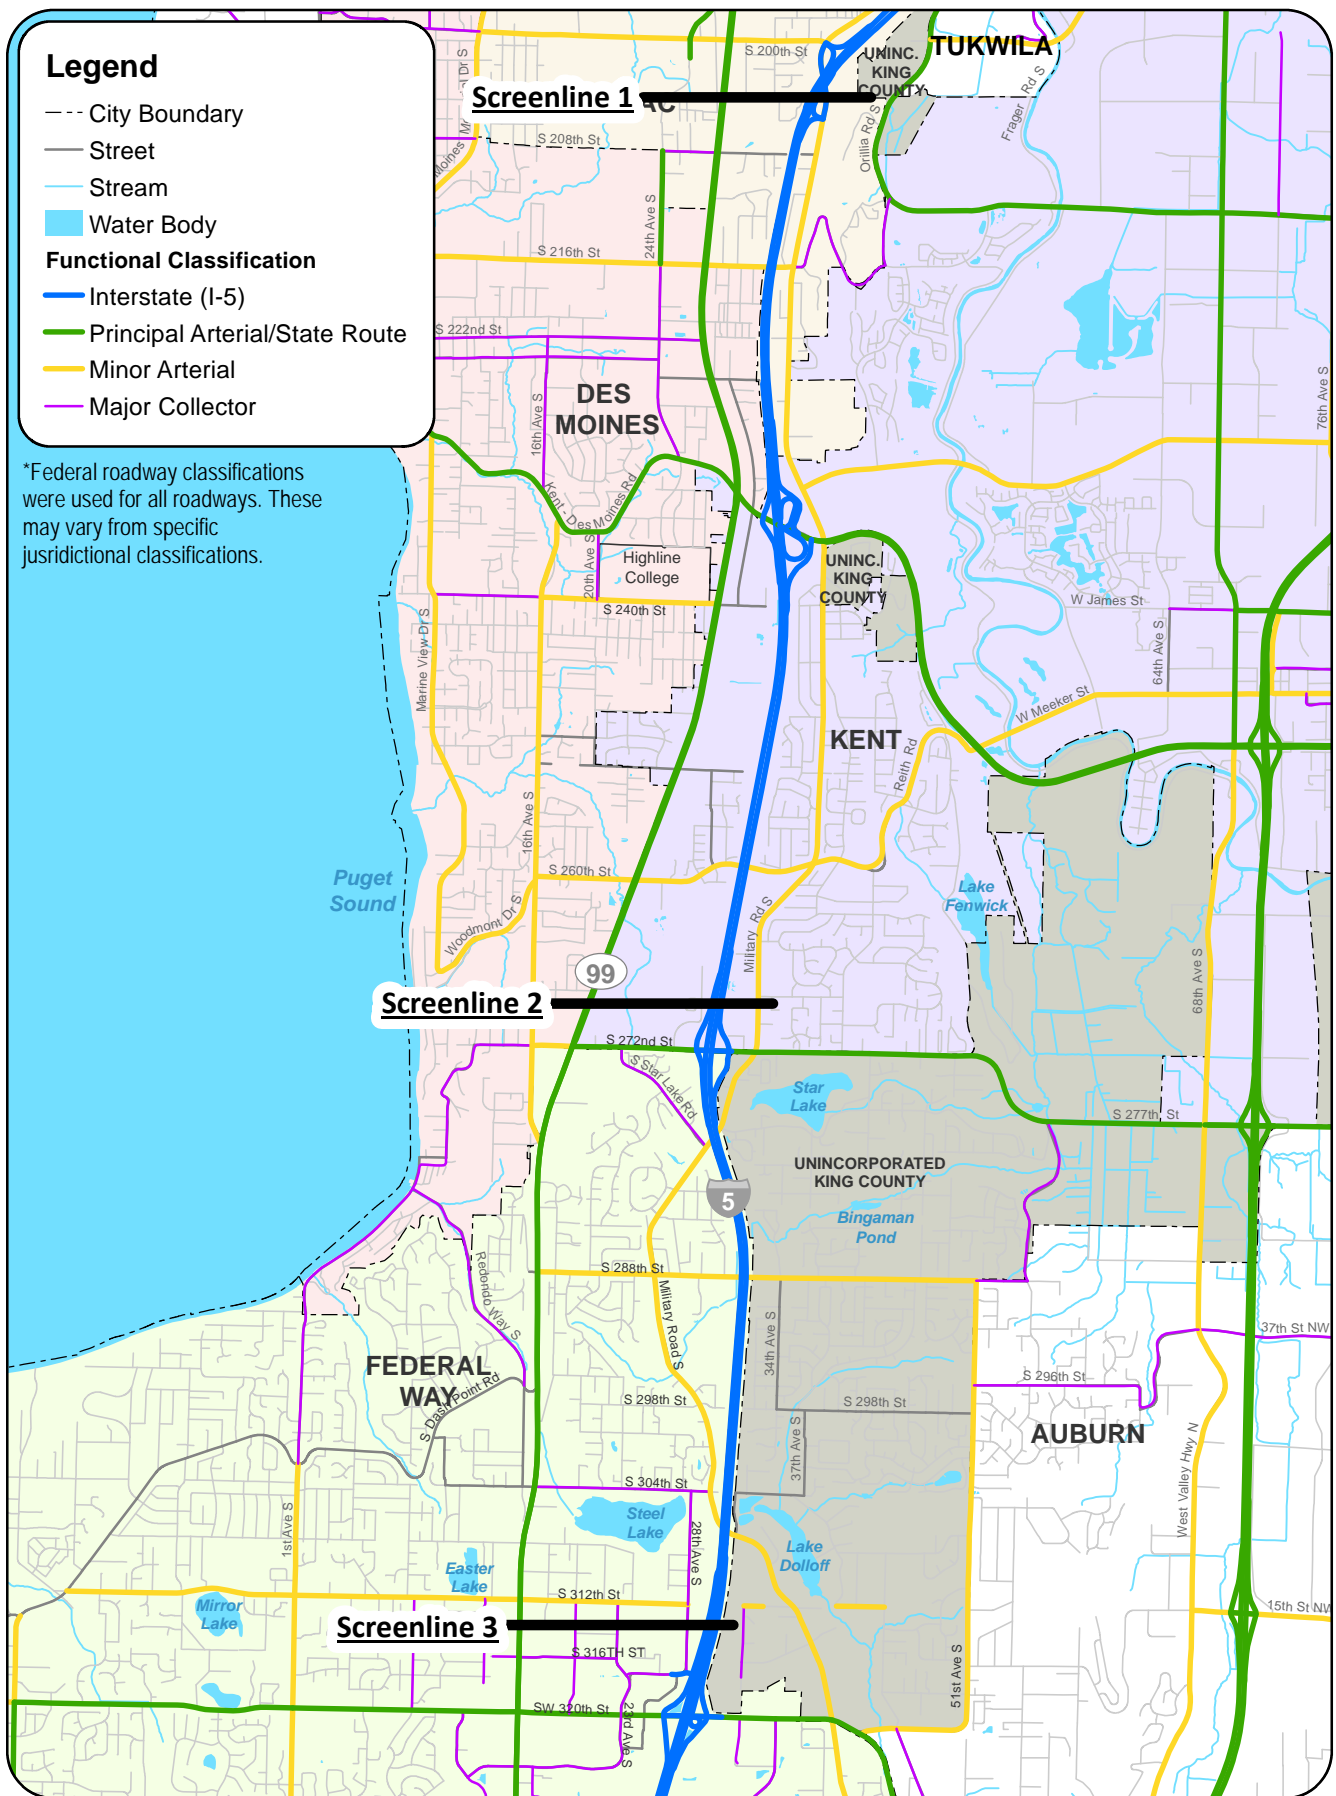 Legend
City Boundary
Street
Stream
Water Body
Functional Classification
Interstate (I-5)
Principal Arterial/State Route
Minor Arterial
Major Collector
*Federal roadway classifications
were used for all roadways. These
may vary from specific
jusridictional classifications.
S 200th St
UNINC.
KING
COUNTY
TUKWILA
Screenline 1
AC
Frager Rd S
Orillia Rd S
S 208th St
24th Ave S
S 216th St
S 222nd St
DES
MOINES
16th Ave S
76th Ave S
Kent - Des Moines Rd
20th Ave S
Highline
College
UNINC.
KING
COUNTY
S 240th St
W James St
64th Ave S
Marine View Dr S
W Meeker St
KENT
Reith Rd
16th Ave S
S 260th St
Puget
Sound
Lake
Fenwick
Woodmont Dr S
Military Rd S
68th Ave S
99
Screenline 2
S 272nd St
S Star Lake Rd
Star
Lake
S 277th St
UNINCORPORATED
KING COUNTY
5
Bingaman
Pond
Redondo Way S
S 288th St
Military Road S
34th Ave S
37th St NW
FEDERAL
WAY
S Dash Point Rd
S 296th St
S 298th St
S 298th St
AUBURN
37th Ave S
West Valley Hwy N
S 304th St
Steel
Lake
28th Ave S
1st Ave S
Lake
Dolloff
Easter
Lake
S 312th St
Mirror
Lake
15th St NW
Screenline 3
S 316TH ST
51st Ave S
SW 320th St
23rd Ave S